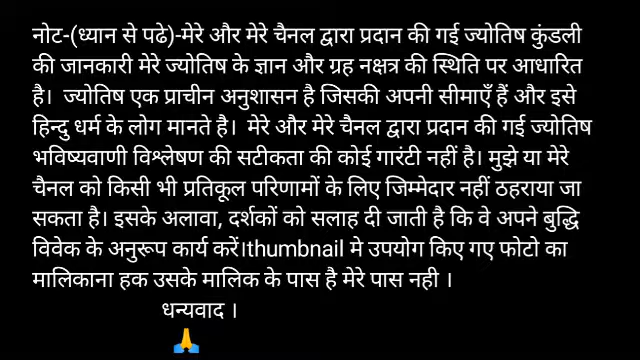 नोट-(ध्यान से पढे)-मेरे और मेरे चैनल द्वारा प्रदान की गई ज्योतिष कुंडली
की जानकारी मेरे ज्योतिष के ज्ञान और ग्रह नक्षत्र की स्थिति पर आधारित
है।  ज्योतिष एक प्राचीन अनुशासन है जिसकी अपनी सीमाएँ हैं और इसे
हिन्दु धर्म के लोग मानते है।  मेरे और मेरे चैनल द्वारा प्रदान की गई ज्योतिष
भविष्यवाणी विश्लेषण की सटीकता की कोई गारंटी नहीं है। मुझे या मेरे
चैनल को किसी भी प्रतिकूल परिणामों के लिए जिम्मेदार नहीं ठहराया जा
सकता है। इसके अलावा, दर्शकों को सलाह दी जाती है कि वे अपने बुद्धि
विवेक के अनुरूप कार्य करें।thumbnail मे उपयोग किए गए फोटो का
मालिकाना हक उसके मालिक के पास है मेरे पास नही ।
धन्यवाद ।
🙏